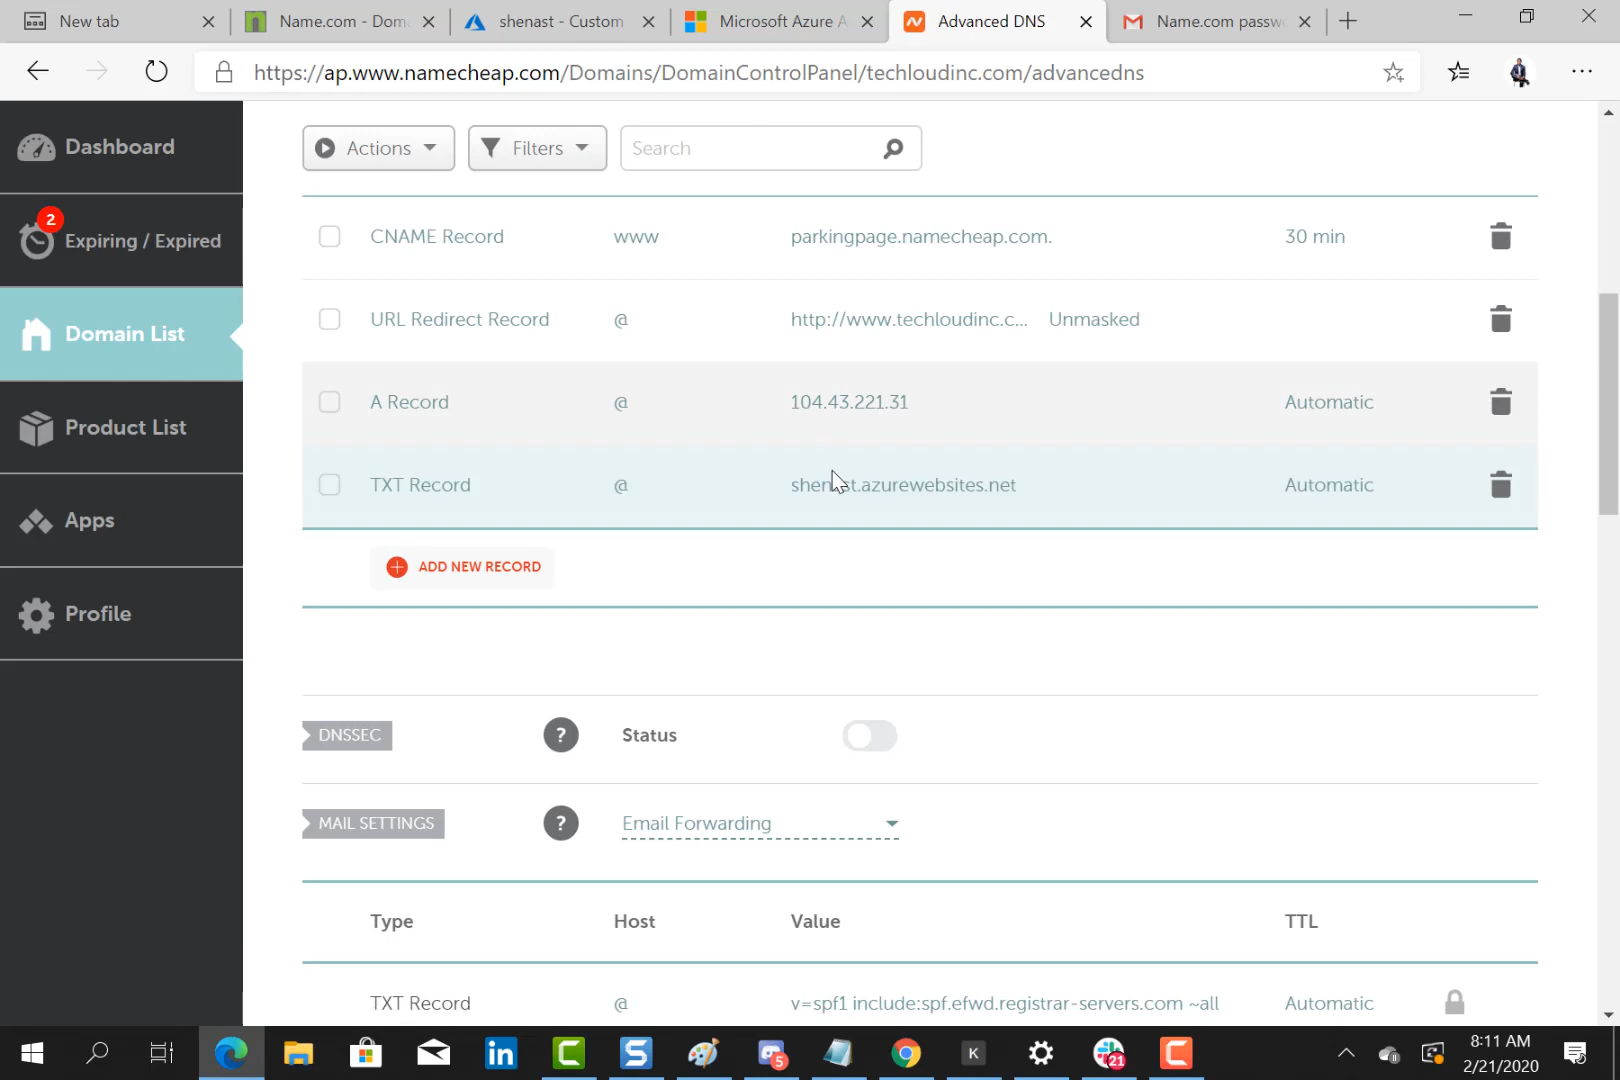 New tab
Name.com - Dom
shenast - Custom
Microsoft Azure A
Advanced DNS
Name.com passw
https://ap.www.namecheap.com/Domains/DomainControlPanel/techloudinc.com/advanceddns
Dashboard
2
Expiring / Expired
Domain List
Product List
Apps
Profile
Actions
Filters
Search
CNAME Record www parkingpage.namecheap.com. 30 min
URL Redirect Record @ http://www.techloudinc.c... Unmasked
A Record @ 104.43.221.31 Automatic
TXT Record @ shenast.azurewebsites.net Automatic
ADD NEW RECORD
DNSSEC ? Status
MAIL SETTINGS ? Email Forwarding
Type Host Value TTL
TXT Record @ v=spf1 include:spf.efwd.registrar-servers.com ~all Automatic
5
K
21
8:11 AM
2/21/2020